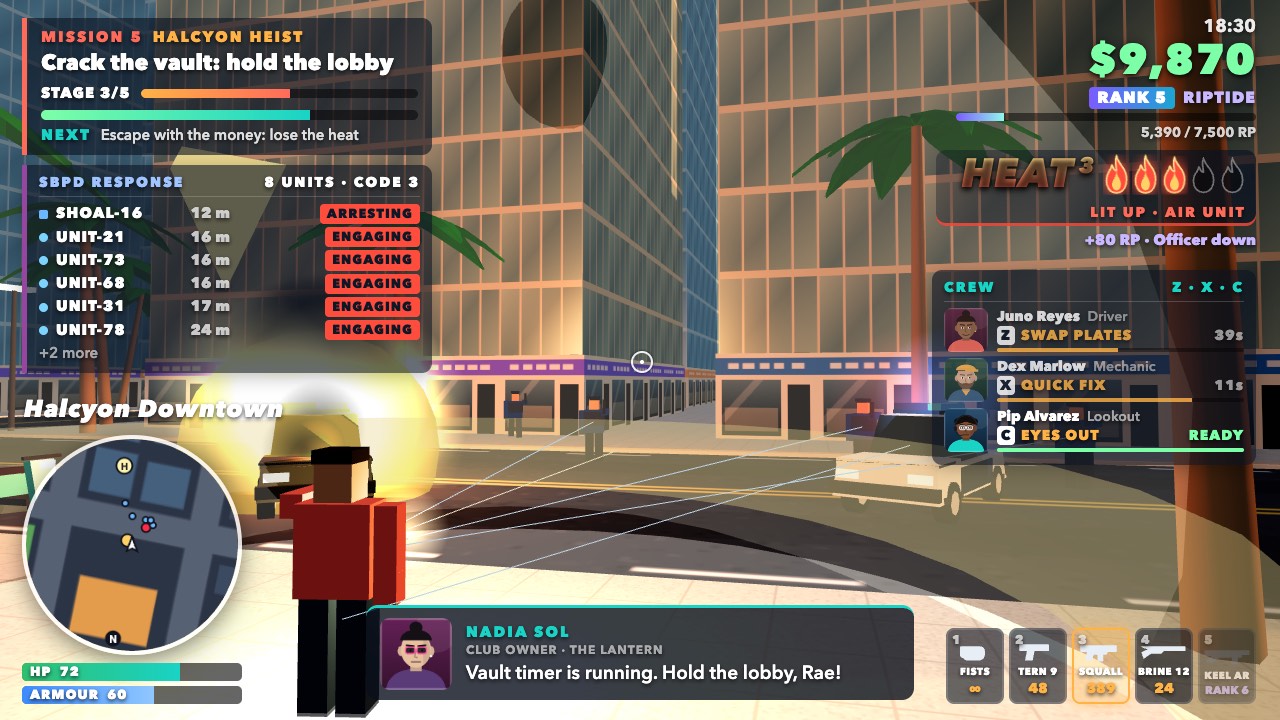 MISSION 5 HALCYON HEIST
Crack the vault: hold the lobby
STAGE 3/5
NEXT Escape with the money: lose the heat
SBPD RESPONSE 8 UNITS · CODE 3
SHOAL-16 12 m ARRESTING
UNIT-21 16 m ENGAGING
UNIT-73 16 m ENGAGING
UNIT-68 16 m ENGAGING
UNIT-31 17 m ENGAGING
UNIT-78 24 m ENGAGING
+2 more
Halcyon Downtown
H
N
HP 72
ARMOUR 60
18:30
$9,870
RANK 5 RIPTIDE
5,390 / 7,500 RP
HEAT 3
LIT UP · AIR UNIT
+80 RP · Officer down
CREW Z · X · C
Juno Reyes Driver
Z SWAP PLATES 39s
Dex Marlow Mechanic
X QUICK FIX 11s
Pip Alvarez Lookout
C EYES OUT READY
NADIA SOL
CLUB OWNER · THE LANTERN
Vault timer is running. Hold the lobby, Rae!
1 2 3 4 5
FISTS TERN 9 SQUALL BRINE 12 KEEL AR
∞ 48 389 24 RANK 6